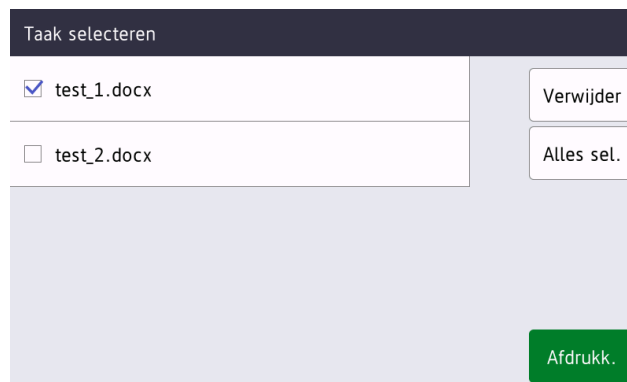 Taak selecteren
test_1.docx
Verwijder
test_2.docx
Alles sel.
Afdrukk.